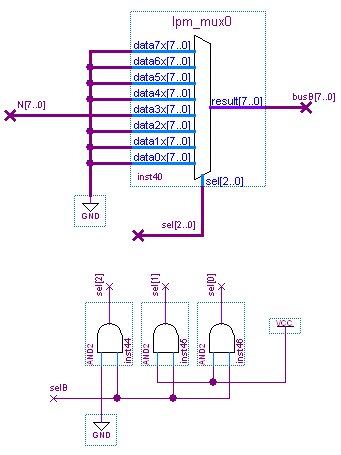 lpm_mux0
data7x[7..0]
data6x[7..0]
data5x[7..0]
data4x[7..0]
N[7..0]
data3x[7..0]
result[7..0]
busB[7..0]
data2x[7..0]
data1x[7..0]
data0x[7..0]
inst40
sel[2..0]
GND
sel[2..0]
sel[2]
sel[1]
sel[0]
VCC
AND2
inst44
AND2
inst45
AND2
inst46
selB
GND